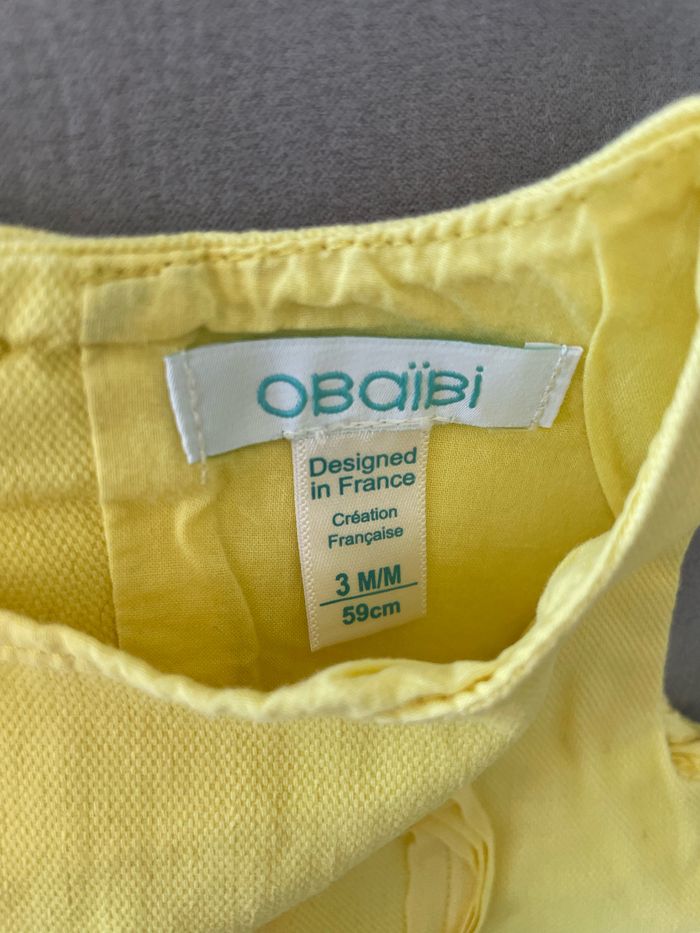 OBaïBi
Designed
in France
Création
Française
3 M/M
59cm